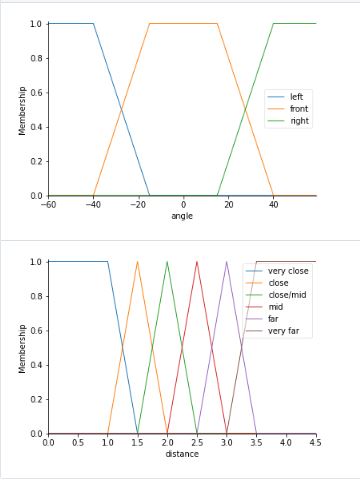 1.0
0.8
0.6
0.4
0.2
0.0
Membership
left
front
right
-60 -40 -20 0 20 40
angle
1.0
0.8
0.6
0.4
0.2
0.0
Membership
very close
close
close/mid
mid
far
very far
0.0 0.5 1.0 1.5 2.0 2.5 3.0 3.5 4.0 4.5
distance